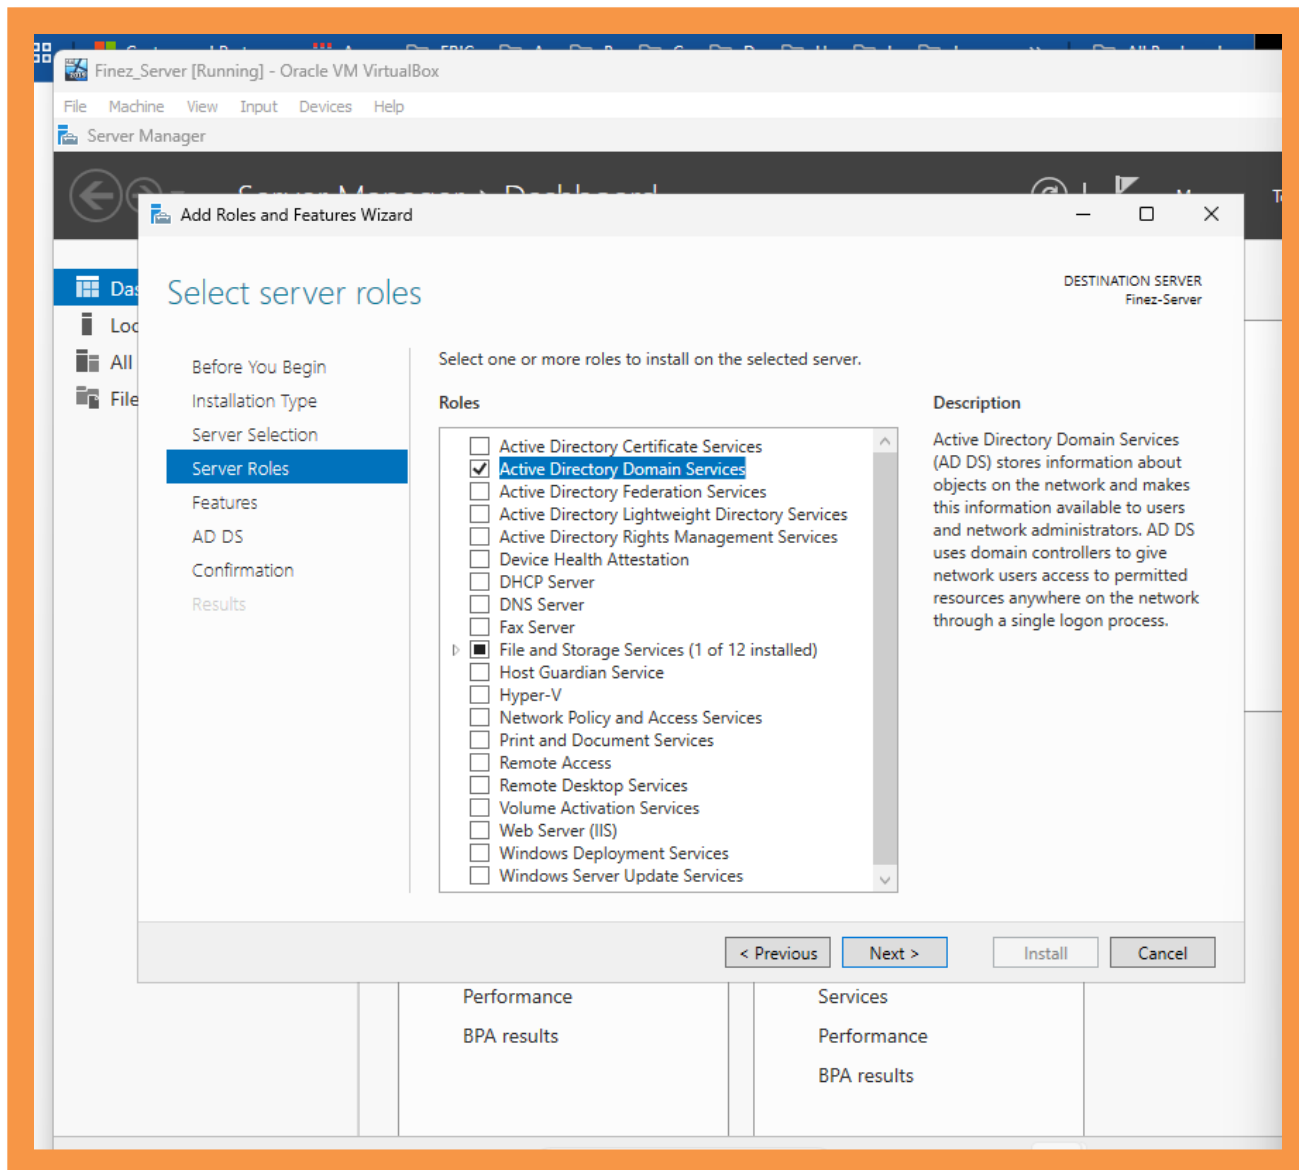 Finez_Server [Running] - Oracle VM VirtualBox
File Machine View Input Devices Help
Server Manager
Server Manager Dashboard
Add Roles and Features Wizard
Select server roles
DESTINATION SERVER
Finez-Server
Das
Loc
All
File
Before You Begin
Installation Type
Server Selection
Server Roles
Features
AD DS
Confirmation
Results
Select one or more roles to install on the selected server.
Roles
Active Directory Certificate Services
Active Directory Domain Services
Active Directory Federation Services
Active Directory Lightweight Directory Services
Active Directory Rights Management Services
Device Health Attestation
DHCP Server
DNS Server
Fax Server
File and Storage Services (1 of 12 installed)
Host Guardian Service
Hyper-V
Network Policy and Access Services
Print and Document Services
Remote Access
Remote Desktop Services
Volume Activation Services
Web Server (IIS)
Windows Deployment Services
Windows Server Update Services
Description
Active Directory Domain Services
(AD DS) stores information about
objects on the network and makes
this information available to users
and network administrators. AD DS
uses domain controllers to give
network users access to permitted
resources anywhere on the network
through a single logon process.
< Previous
Next >
Install
Cancel
Performance
BPA results
Services
Performance
BPA results